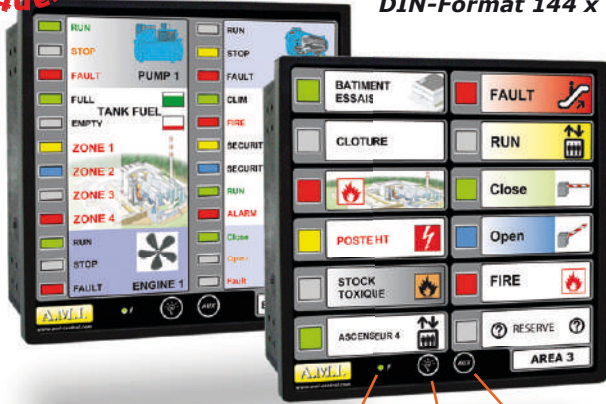 DIN-Format 144 x
RUN
STOP
FAULT PUMP 1
FULL
TANK FUEL
EMPTY
ZONE 1
ZONE 2
ZONE 3
ZONE 4
RUN
STOP
FAULT ENGINE 1
RUN
STOP
FAULT
CLIM
FIRE
SECURIT
SECURIT
RUN
ALARM
Close
Open
Fault
A.M.I.
AUX
BATIMENT
ESSAIS
CLOTURE
POSTE HT
STOCK
TOXIQUE
ASCENSEUR 4
FAULT
RUN
Close
Open
FIRE
? RESERVE ?
A.M.I.
AUX
AREA 3